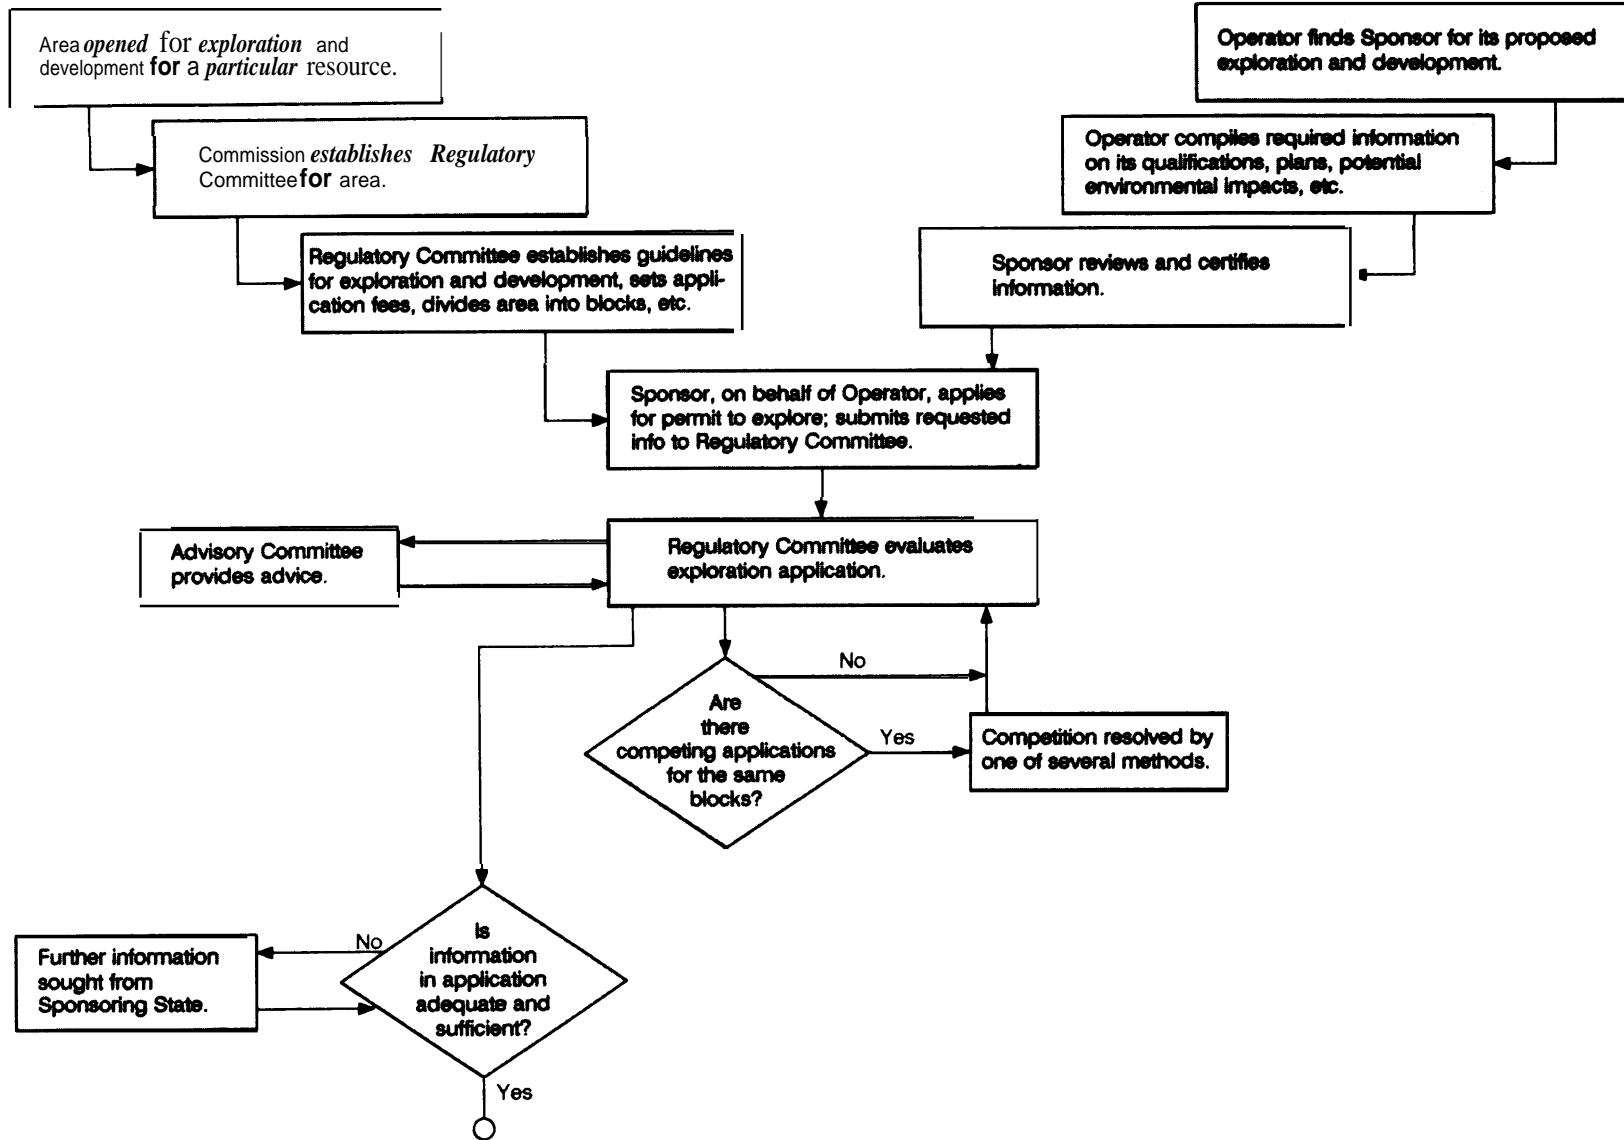 Area opened for exploration and
development for a particular resource.
Operator finds Sponsor for its proposed
exploration and development.
Commission establishes Regulatory
Committee for area.
Operator compiles required information
on its qualifications, plans, potential
environmental impacts, etc.
Regulatory Committee establishes guidelines
for exploration and development, sets appli-
cation fees, divides area into blocks, etc.
Sponsor reviews and certifies
information.
Sponsor, on behalf of Operator, applies
for permit to explore; submits requested
info to Regulatory Committee.
Advisory Committee
provides advice.
Regulatory Committee evaluates
exploration application.
No
Are
there
competing applications
for the same
blocks?
Yes
Competition resolved by
one of several methods.
Further information
sought from
Sponsoring State.
No
Is
information
in application
adequate and
sufficient?
Yes